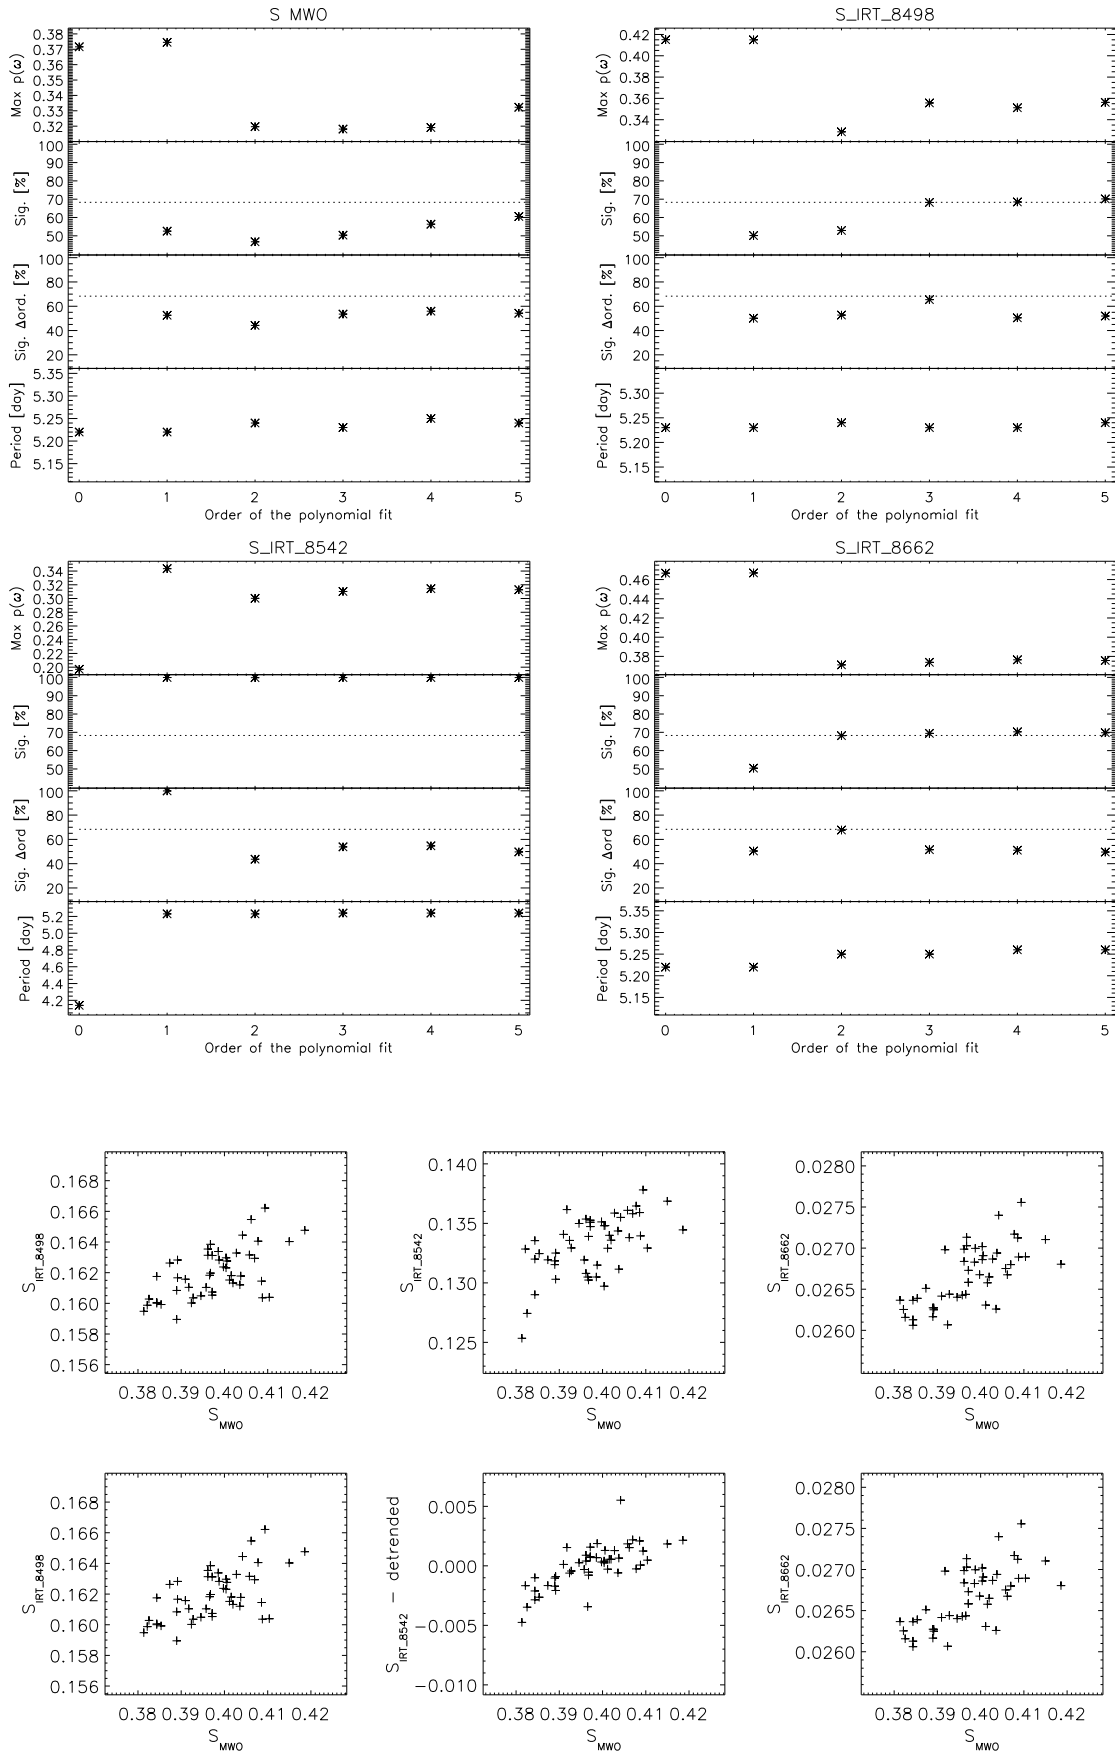 S MWO
Max p(ω)
0.38
0.37
0.36
0.35
0.34
0.33
0.32
Sig. [%]
100
90
80
70
60
50
Sig. Δord. [%]
100
80
60
40
20
Period [day]
5.35
5.30
5.25
5.20
5.15
0 1 2 3 4 5
Order of the polynomial fit
S_IRT_8498
Max p(ω)
0.42
0.40
0.38
0.36
0.34
Sig. [%]
100
90
80
70
60
50
Sig. Δord. [%]
100
80
60
40
20
Period [day]
5.30
5.25
5.20
5.15
0 1 2 3 4 5
Order of the polynomial fit
S_IRT_8542
Max p(ω)
0.34
0.32
0.30
0.28
0.26
0.24
0.22
0.20
Sig. [%]
100
90
80
70
60
50
Sig. Δord [%]
100
80
60
40
20
Period [day]
5.2
5.0
4.8
4.6
4.4
4.2
0 1 2 3 4 5
Order of the polynomial fit
S_IRT_8662
Max p(ω)
0.46
0.44
0.42
0.40
0.38
Sig. [%]
100
90
80
70
60
50
Sig. Δord [%]
100
80
60
40
20
Period [day]
5.35
5.30
5.25
5.20
5.15
0 1 2 3 4 5
Order of the polynomial fit
S_IRT_8498
0.168
0.166
0.164
0.162
0.160
0.158
0.156
0.38 0.39 0.40 0.41 0.42
S_MWO
S_IRT_8542
0.140
0.135
0.130
0.125
0.38 0.39 0.40 0.41 0.42
S_MWO
S_IRT_8662
0.0280
0.0270
0.0265
0.0260
0.38 0.39 0.40 0.41 0.42
S_MWO
S_IRT_8498
0.168
0.166
0.164
0.162
0.160
0.158
0.156
0.38 0.39 0.40 0.41 0.42
S_MWO
S_IRT_8542 − detrended
0.005
0.000
−0.005
−0.010
0.38 0.39 0.40 0.41 0.42
S_MWO
S_IRT_8662
0.0280
0.0275
0.0270
0.0265
0.0260
0.38 0.39 0.40 0.41 0.42
S_MWO